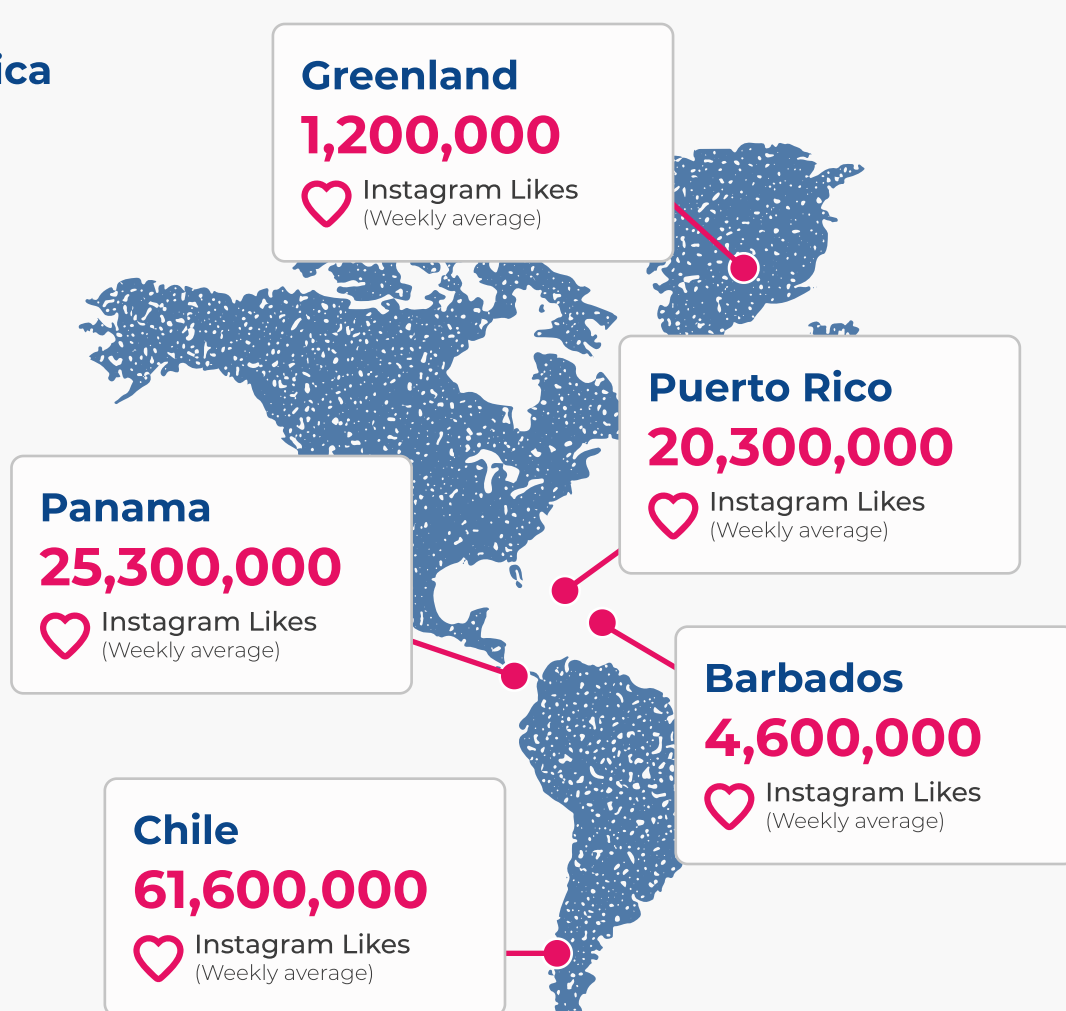 ica
Greenland
1,200,000
Instagram Likes
(Weekly average)
Puerto Rico
20,300,000
Instagram Likes
(Weekly average)
Panama
25,300,000
Instagram Likes
(Weekly average)
Barbados
4,600,000
Instagram Likes
(Weekly average)
Chile
61,600,000
Instagram Likes
(Weekly average)